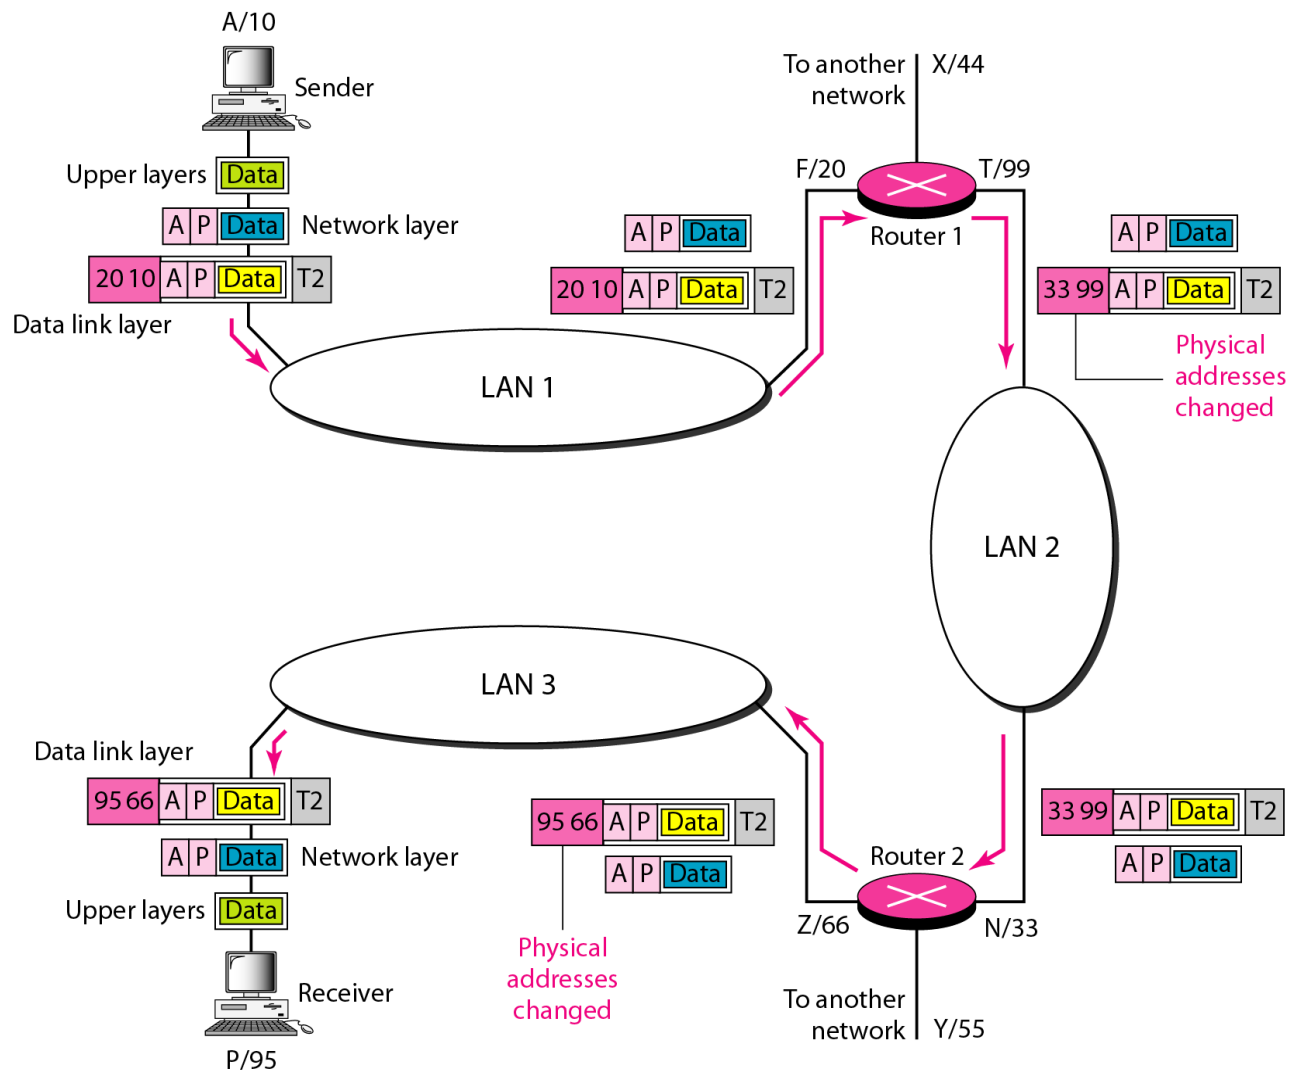 A/10
Sender
Upper layers
Data
A P Data
Network layer
20 10 A P Data T2
Data link layer
LAN 1
A P Data
20 10 A P Data T2
To another
network
X/44
F/20
T/99
Router 1
A P Data
33 99 A P Data T2
Physical
addresses
changed
LAN 2
33 99 A P Data T2
A P Data
Router 2
Z/66
N/33
To another
network
Y/55
95 66 A P Data T2
A P Data
Physical
addresses
changed
LAN 3
Data link layer
95 66 A P Data T2
A P Data
Network layer
Upper layers
Data
Receiver
P/95